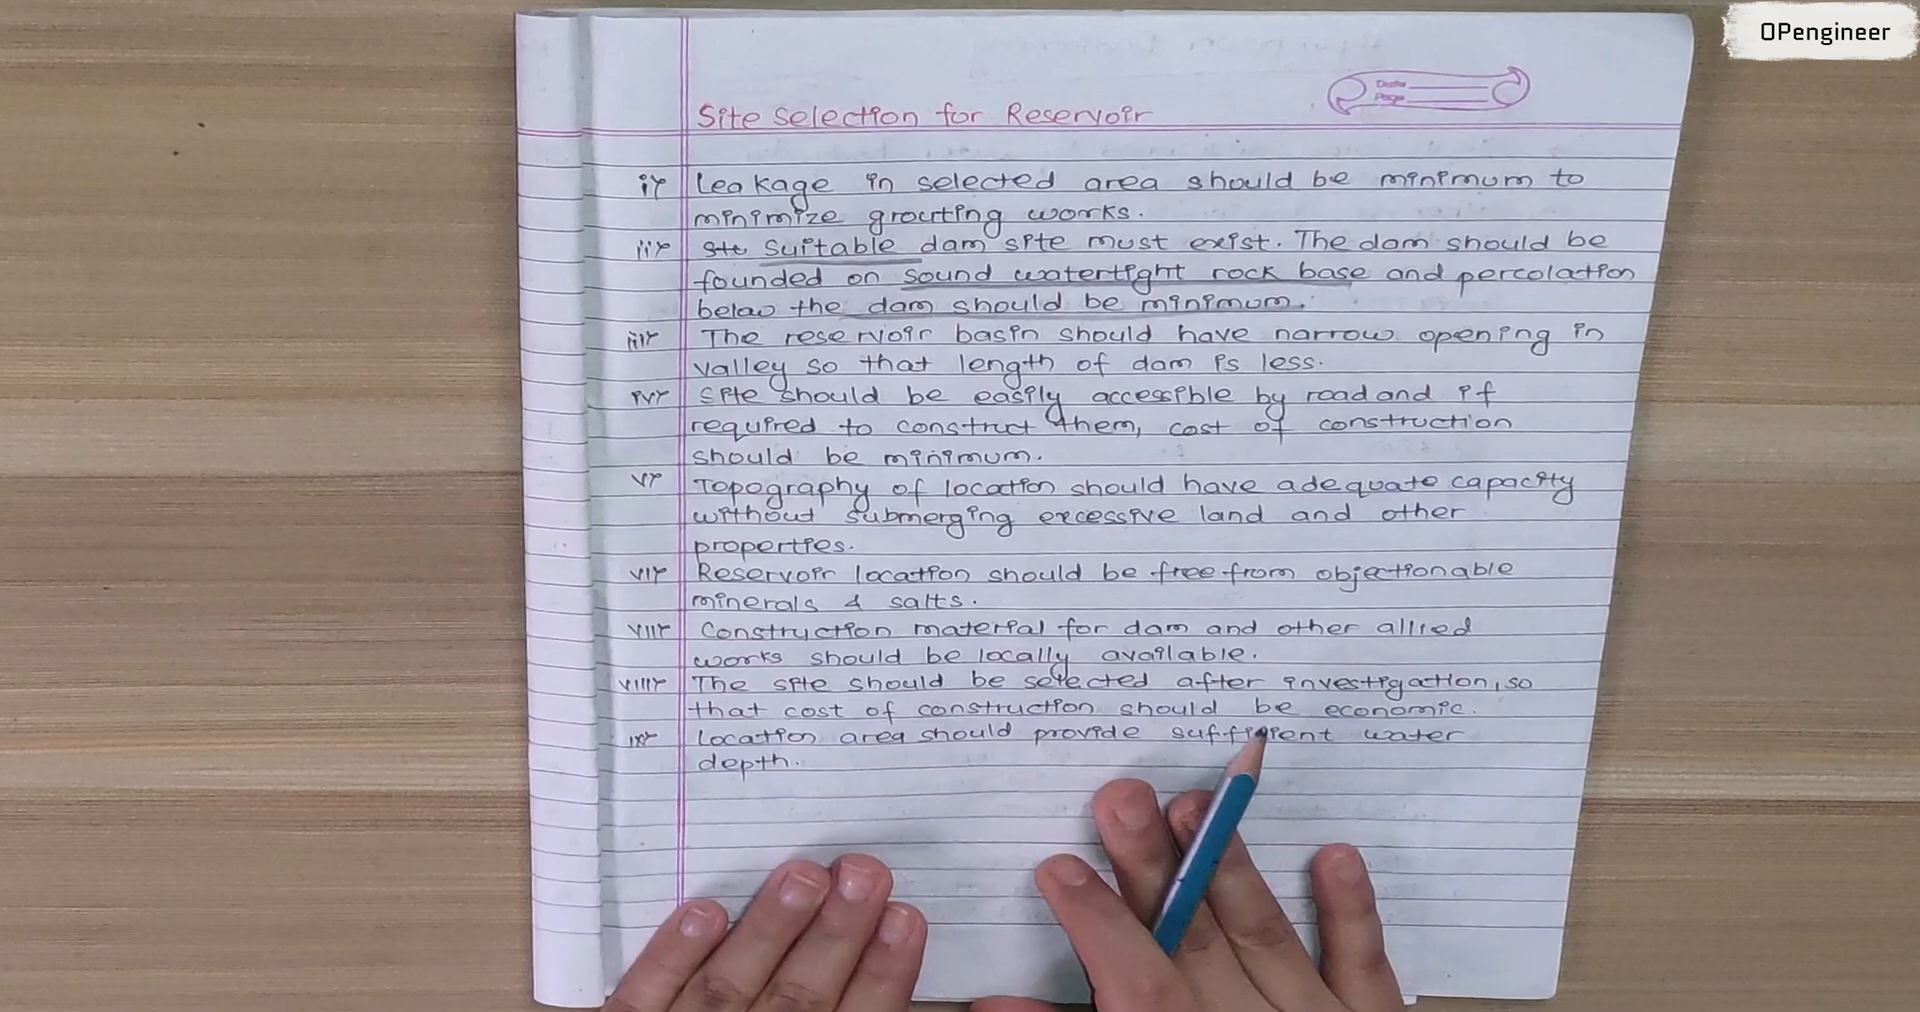 OPengineer
Date
Page
Site Selection for Reservoir
i) Leakage in selected area should be minimum to
minimize grouting works.
ii) Suitable dam site must exist. The dam should be
founded on sound watertight rock base and percolation
below the dam should be minimum.
iii) The reservoir basin should have narrow opening in
valley so that length of dam is less.
iv) Site should be easily accessible by road and if
required to construct them, cost of construction
should be minimum.
v) Topography of location should have adequate capacity
without submerging excessive land and other
properties.
vi) Reservoir location should be free from objectionable
minerals & salts.
vii) Construction material for dam and other allied
works should be locally available.
viii) The site should be selected after investigation, so
that cost of construction should be economic.
ix) Location area should provide sufficient water
depth.